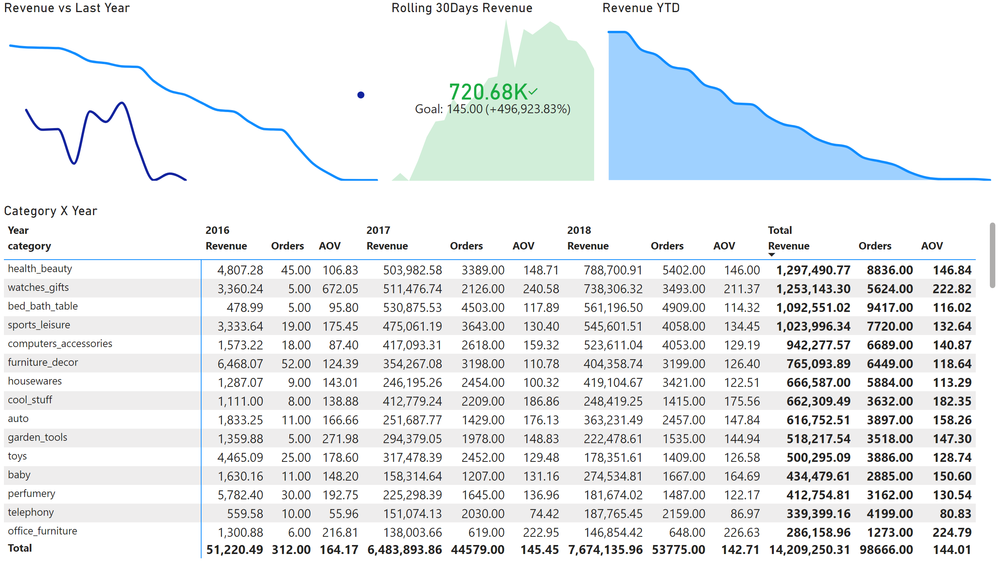 Revenue vs Last Year
Rolling 30Days Revenue
Revenue YTD
720.68K
Goal: 145.00 (+496,923.83%)
Category X Year
Year 2016 2017 2018 Total
category Revenue Orders AOV Revenue Orders AOV Revenue Orders AOV Revenue Orders AOV
health_beauty 4,807.28 45.00 106.83 503,982.58 3389.00 148.71 788,700.91 5402.00 146.00 1,297,490.77 8836.00 146.84
watches_gifts 3,360.24 5.00 672.05 511,476.74 2126.00 240.58 738,306.32 3493.00 211.37 1,253,143.30 5624.00 222.82
bed_bath_table 478.99 5.00 95.80 530,875.53 4503.00 117.89 561,196.50 4909.00 114.32 1,092,551.02 9417.00 116.02
sports_leisure 3,333.64 19.00 175.45 475,061.19 3643.00 130.40 545,601.51 4058.00 134.45 1,023,996.34 7720.00 132.64
computers_accessories 1,573.22 18.00 87.40 417,093.31 2618.00 159.32 523,611.04 4053.00 129.19 942,277.57 6689.00 140.87
furniture_decor 6,468.07 52.00 124.39 354,267.08 3198.00 110.78 404,358.74 3199.00 126.40 765,093.89 6449.00 118.64
housewares 1,287.07 9.00 143.01 246,195.26 2454.00 100.32 419,104.67 3421.00 122.51 666,587.00 5884.00 113.29
cool_stuff 1,111.00 8.00 138.88 412,779.24 2209.00 186.86 248,419.25 1415.00 175.56 662,309.49 3632.00 182.35
auto 1,833.25 11.00 166.66 251,687.77 1429.00 176.13 363,231.49 2457.00 147.84 616,752.51 3897.00 158.26
garden_tools 1,359.88 5.00 271.98 294,379.05 1978.00 148.83 222,478.61 1535.00 144.94 518,217.54 3518.00 147.30
toys 4,465.09 25.00 178.60 317,478.39 2452.00 129.48 178,351.61 1409.00 126.58 500,295.09 3886.00 128.74
baby 1,630.16 11.00 148.20 158,314.64 1207.00 131.16 274,534.81 1667.00 164.69 434,479.61 2885.00 150.60
perfumery 5,782.40 30.00 192.75 225,298.39 1645.00 136.96 181,674.02 1487.00 122.17 412,754.81 3162.00 130.54
telephony 559.58 10.00 55.96 151,074.13 2030.00 74.42 187,765.45 2159.00 86.97 339,399.16 4199.00 80.83
office_furniture 1,300.88 6.00 216.81 138,003.66 619.00 222.95 146,854.42 648.00 226.63 286,158.96 1273.00 224.79
Total 51,220.49 312.00 164.17 6,483,893.86 44579.00 145.45 7,674,135.96 53775.00 142.71 14,209,250.31 98666.00 144.01